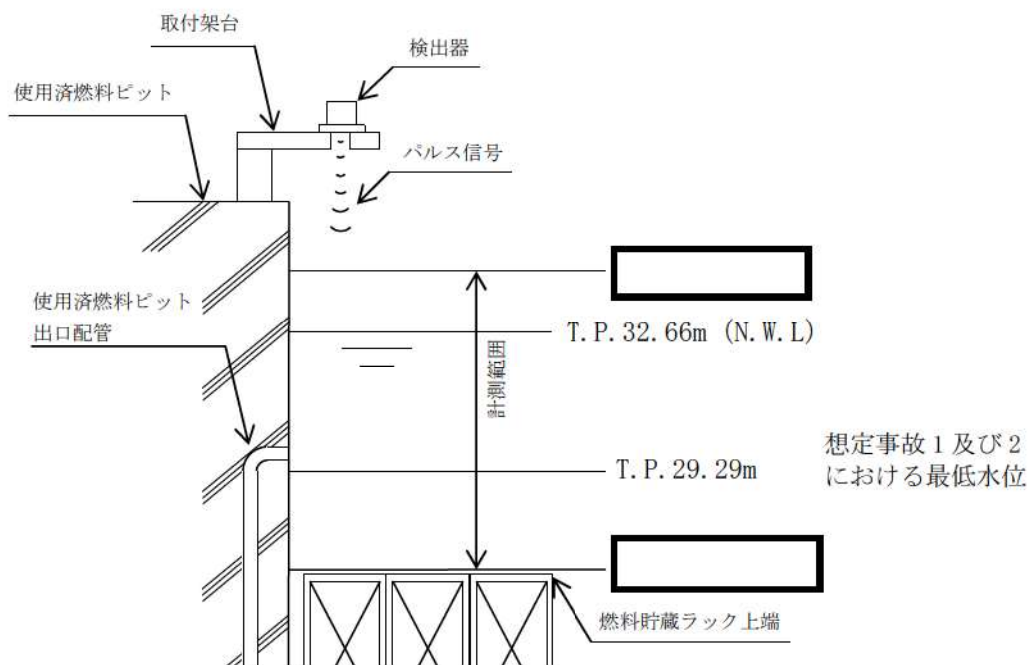 取付架台
検出器
使用済燃料ピット
パルス信号
使用済燃料ピット
出口配管
T.P.32.66m (N.W.L)
計測範囲
想定事故1及び2
における最低水位
T.P.29.29m
燃料貯蔵ラック上端